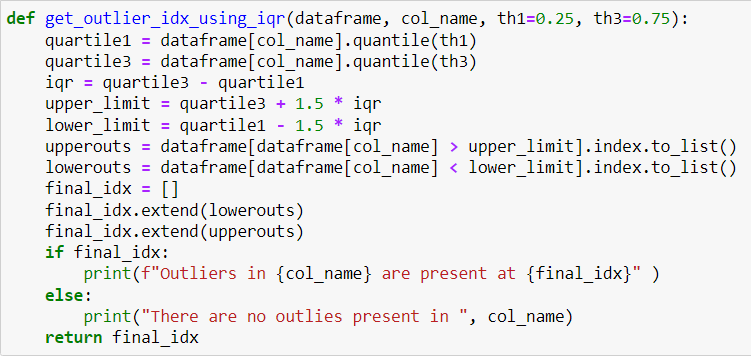 def get_outlier_idx_using_iqr(dataframe, col_name, th1=0.25, th3=0.75):
    quartile1 = dataframe[col_name].quantile(th1)
    quartile3 = dataframe[col_name].quantile(th3)
    iqr = quartile3 - quartile1
    upper_limit = quartile3 + 1.5 * iqr
    lower_limit = quartile1 - 1.5 * iqr
    upperouts = dataframe[dataframe[col_name] > upper_limit].index.to_list()
    lowerouts = dataframe[dataframe[col_name] < lower_limit].index.to_list()
    final_idx = []
    final_idx.extend(lowerouts)
    final_idx.extend(upperouts)
    if final_idx:
        print(f"Outliers in {col_name} are present at {final_idx}" )
    else:
        print("There are no outlies present in ", col_name)
    return final_idx